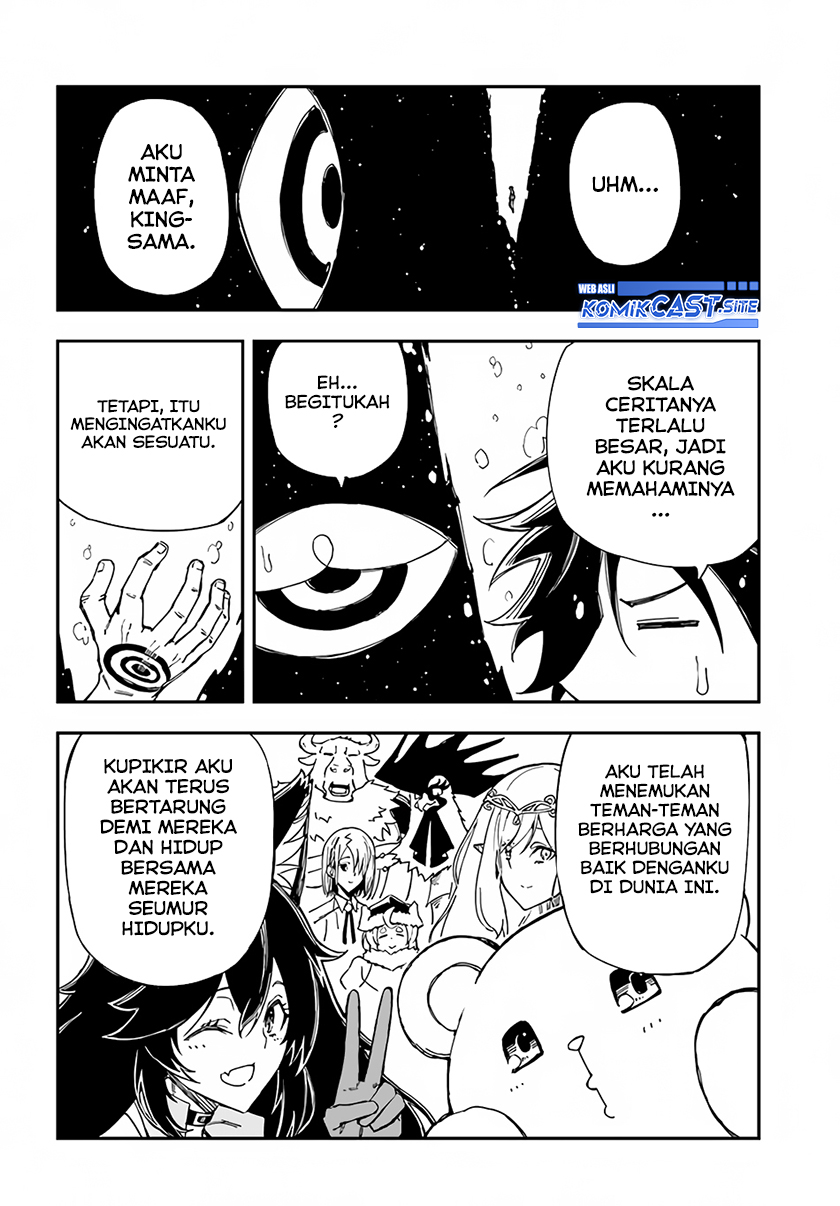 UHM...
AKU
MINTA
MAAF,
KING-
SAMA.
WEB ASLI
KOMIKCAST.SITE
SKALA
CERITANYA
TERLALU
BESAR, JADI
AKU KURANG
MEMAHAMINYA
...
EH...
BEGITUKAH
?
TETAPI, ITU
MENGINGATKANKU
AKAN SESUATU.
AKU TELAH
MENEMUKAN
TEMAN-TEMAN
BERHARGA YANG
BERHUBUNGAN
BAIK DENGANKU
DI DUNIA INI.
KUPIKIR AKU
AKAN TERUS
BERTARUNG
DEMI MEREKA
DAN HIDUP
BERSAMA
MEREKA
SEUMUR
HIDUPKU.